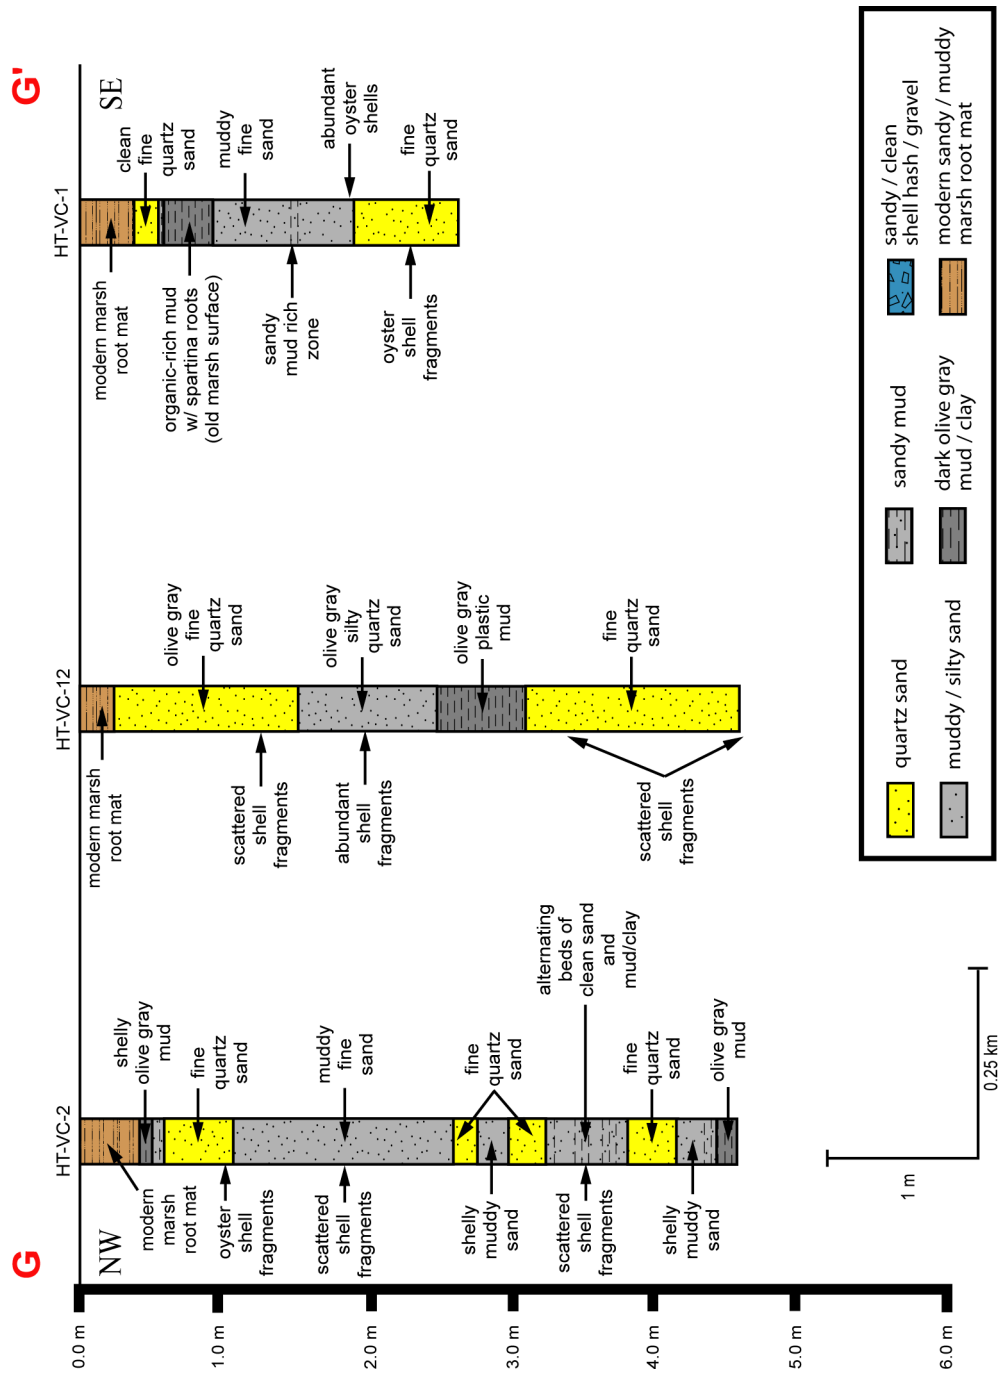 G
G'
NW
SE
HT-VC-2
HT-VC-12
HT-VC-1
0.0 m
1.0 m
2.0 m
3.0 m
4.0 m
5.0 m
6.0 m
modern
marsh
root mat
oyster
shell
fragments
scattered
shell
fragments
shelly
muddy
sand
scattered
shell
fragments
shelly
muddy
sand
shelly
olive gray
mud
fine
quartz
sand
muddy
fine
sand
fine
quartz
sand
alternating
beds of
clean sand
and
mud/clay
fine
quartz
sand
olive gray
mud
modern marsh
root mat
scattered
shell
fragments
abundant
shell
fragments
scattered
shell
fragments
olive gray
fine
quartz
sand
olive gray
silty
quartz
sand
olive gray
plastic
mud
fine
quartz
sand
modern marsh
root mat
organic-rich mud
w/ spartina roots
(old marsh surface)
sandy
mud rich
zone
oyster
shell
fragments
clean
fine
quartz
sand
muddy
fine
sand
abundant
oyster
shells
fine
quartz
sand
1 m
0.25 km
quartz sand
sandy mud
sandy / clean
shell hash / gravel
muddy / silty sand
dark olive gray
mud / clay
modern sandy / muddy
marsh root mat